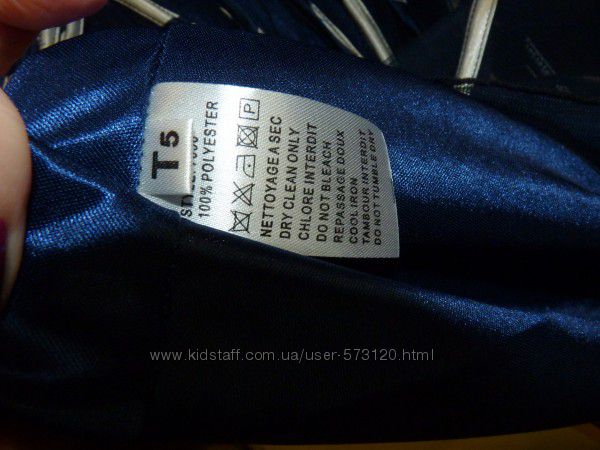 T 5
100% POLYESTER
P
NETTOYAGE A SEC
DRY CLEAN ONLY
CHLORE INTERDIT
DO NOT BLEACH
REPASSAGE DOUX
COOL IRON
TAMBOUR INTERDIT
DO NOT TUMBLE DRY
www.kidstaff.com.ua/user-573120.html